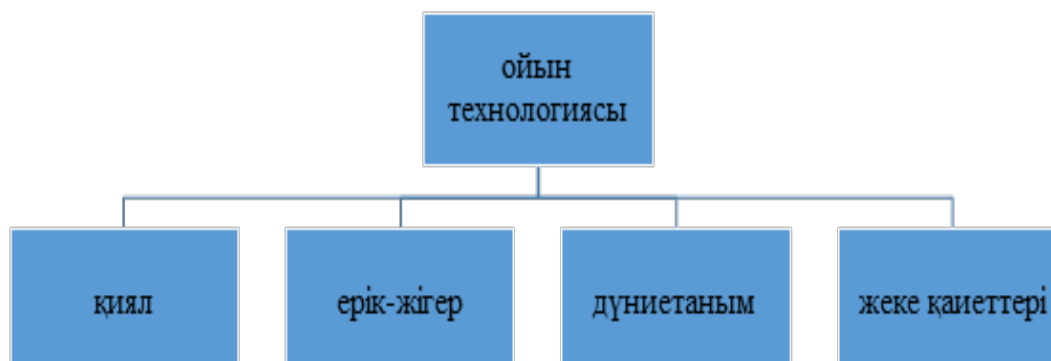 ойын
технологиясы
қиял
ерік-жігер
дүниетаным
жеке қаиеттері